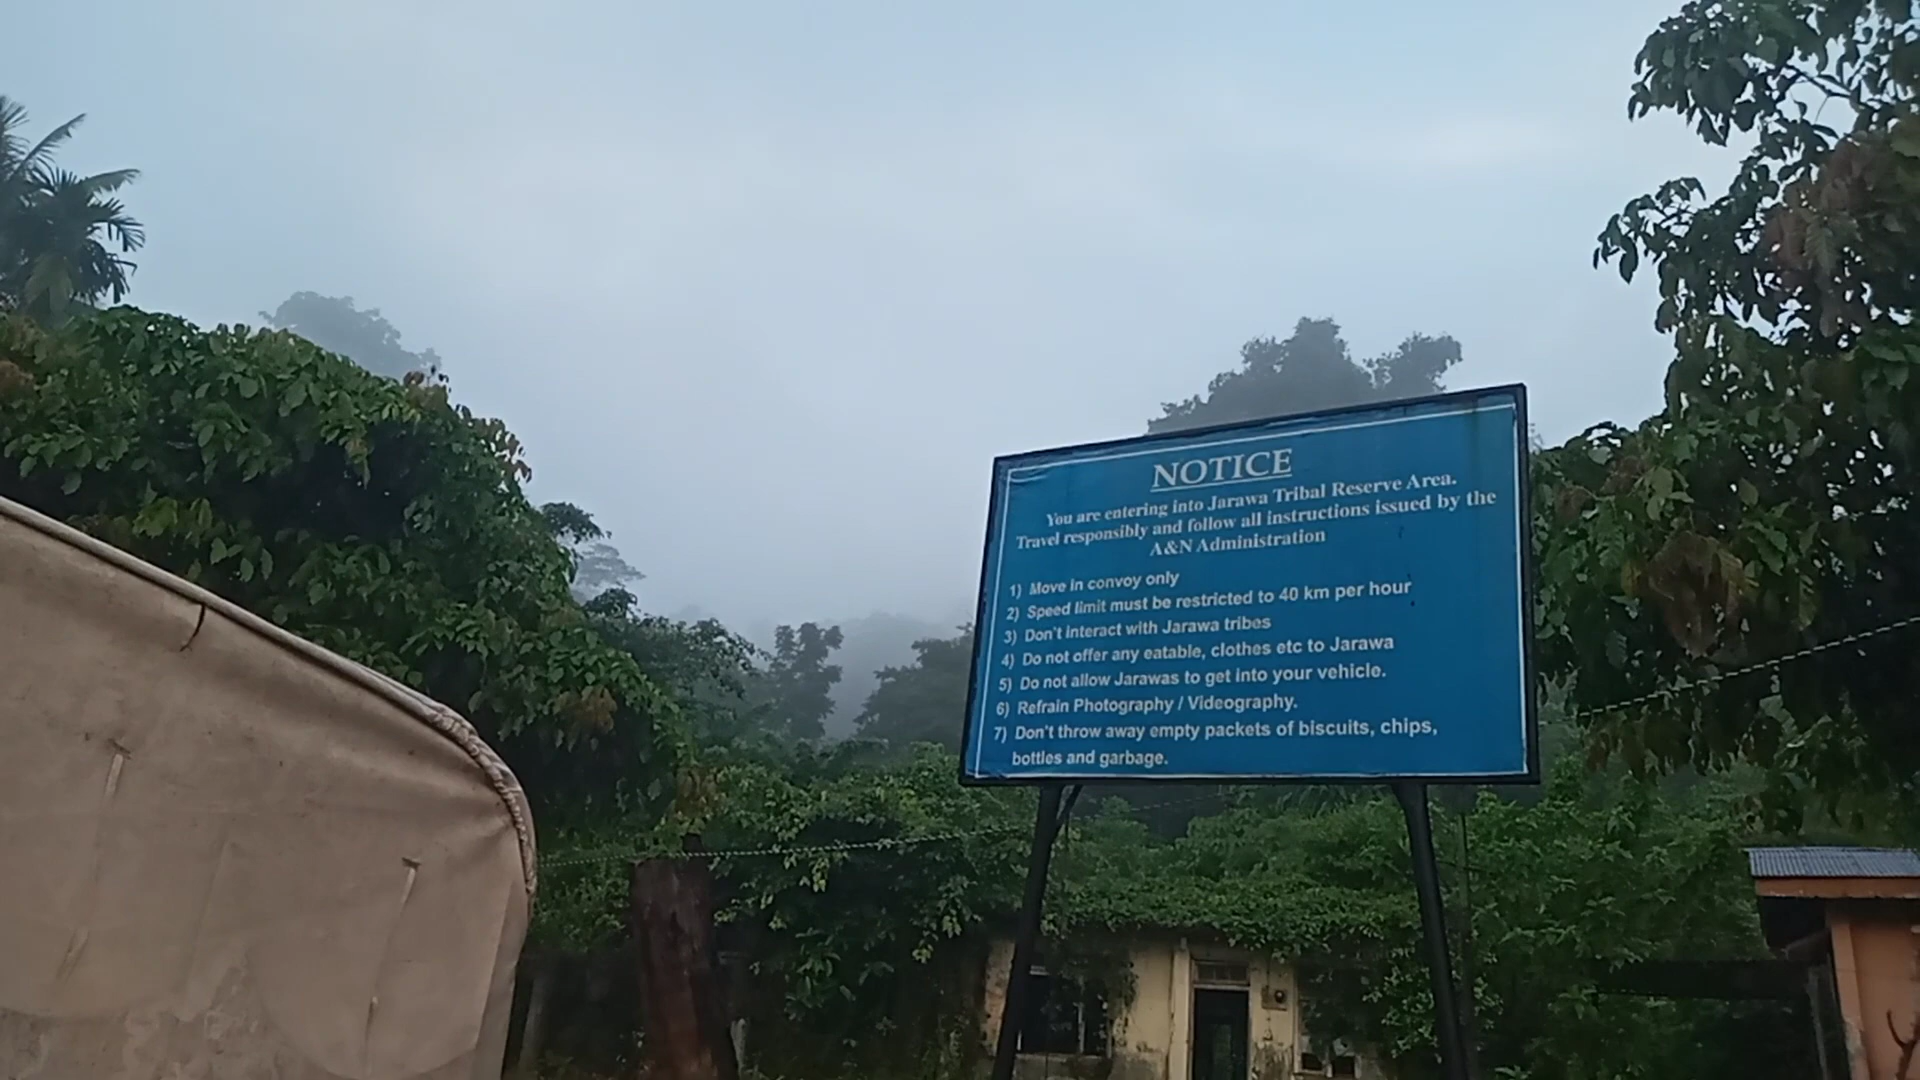 NOTICE
You are entering into Jarawa Tribal Reserve Area.
Travel responsibly and follow all instructions issued by the
A&N Administration
1) Move in convoy only
2) Speed limit must be restricted to 40 km per hour
3) Don't interact with Jarawa tribes
4) Do not offer any eatable, clothes etc to Jarawa
5) Do not allow Jarawas to get into your vehicle.
6) Refrain Photography / Videography.
7) Don't throw away empty packets of biscuits, chips,
bottles and garbage.